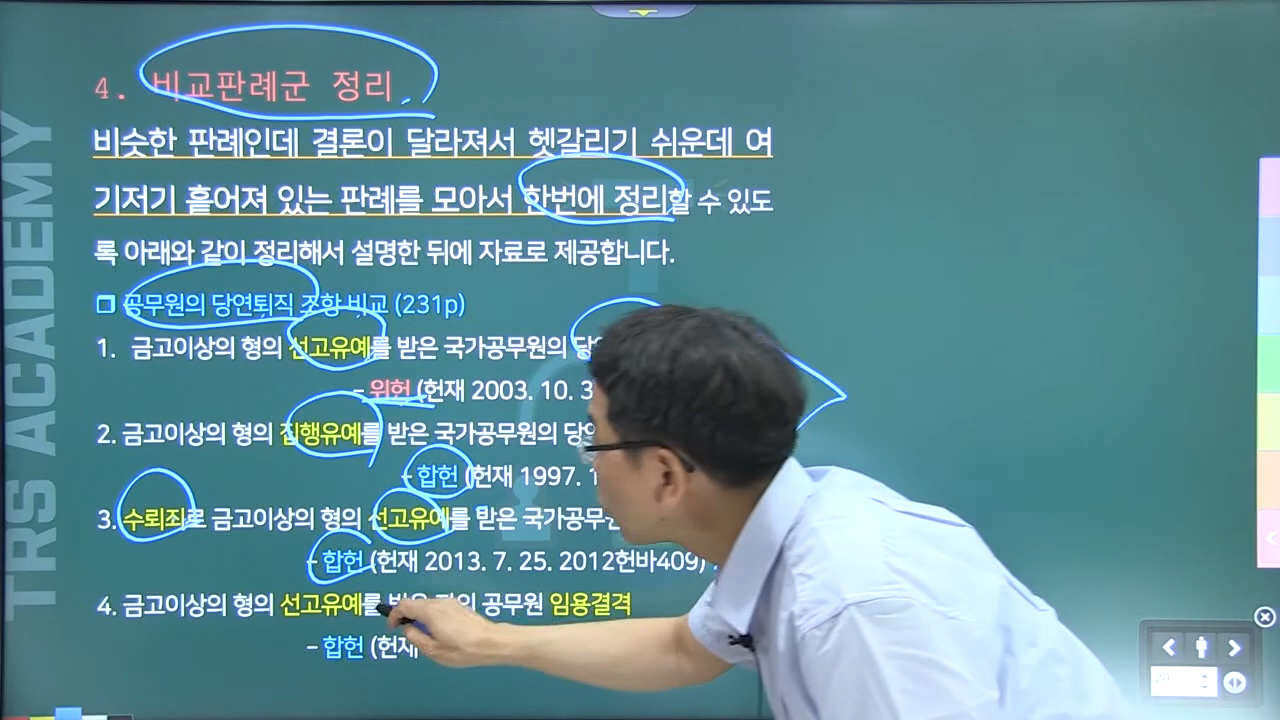 TRS ACADEMY
4. 비교판례군 정리
비슷한 판례인데 결론이 달라져서 헷갈리기 쉬운데 여
기저기 흩어져 있는 판례를 모아서 한번에 정리할 수 있도
록 아래와 같이 정리해서 설명한 뒤에 자료로 제공합니다.
공무원의 당연퇴직 조항 비교 (231p)
1. 금고이상의 형의 선고유예를 받은 국가공무원의
- 위헌 (헌재 2003. 10. 3
2. 금고이상의 형의 집행유예를 받은 국가공무원의
- 합헌 (헌재 1997. 1
3. 수뢰죄로 금고이상의 형의 선고유예를 받은
- 합헌 (헌재 2013. 7. 25. 2012헌바409)
4. 금고이상의 형의 선고유예를 공무원 임용결격
- 합헌 (헌재
20